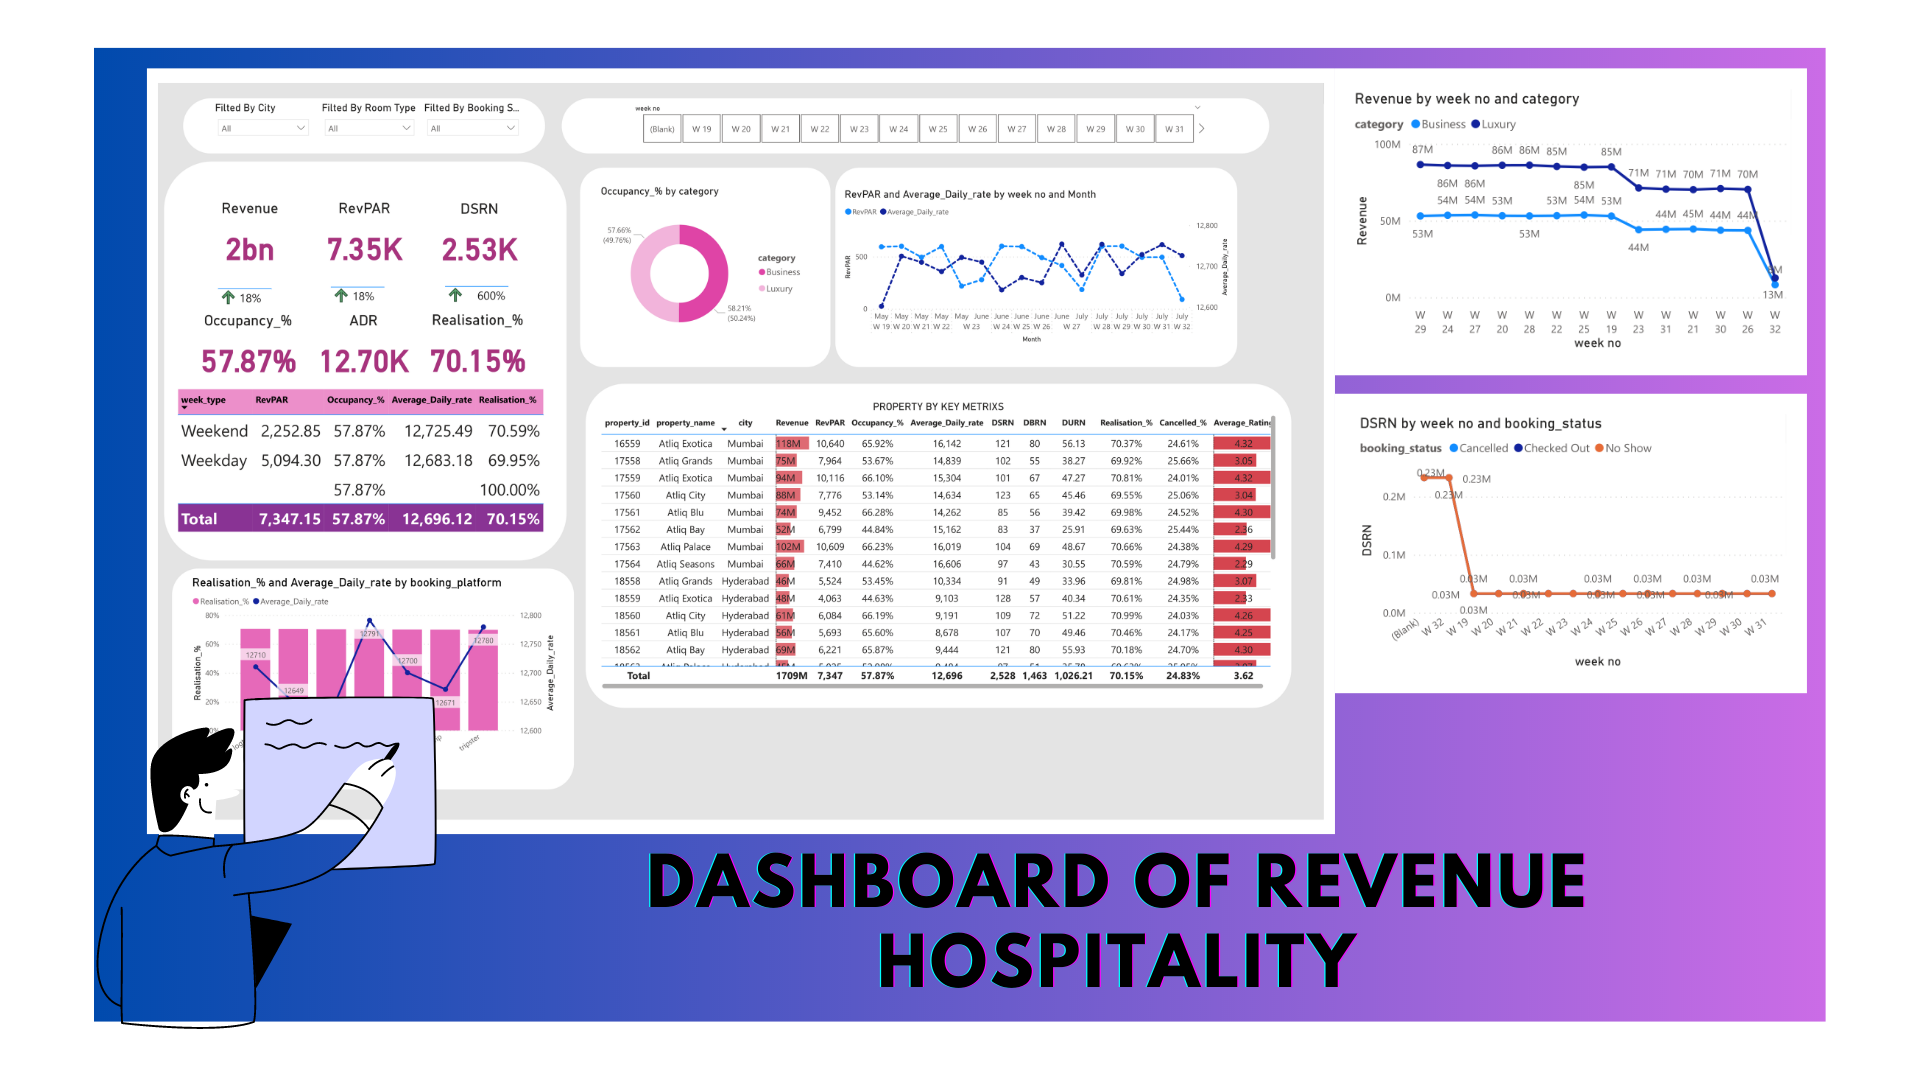 Filted By City
Filted By Room Type
Filted By Booking S...
All
All
All
week no
(Blank) W 19 W 20 W 21 W 22 W 23 W 24 W 25 W 26 W 27 W 28 W 29 W 30 W 31
Revenue RevPAR DSRN
2bn 7.35K 2.53K
18% 18% 600%
Occupancy_% ADR Realisation_%
57.87% 12.70K 70.15%
week_type RevPAR Occupancy_% Average_Daily_rate Realisation_%
Weekend 2,252.85 57.87% 12,725.49 70.59%
Weekday 5,094.30 57.87% 12,683.18 69.95%
57.87% 100.00%
Total 7,347.15 57.87% 12,696.12 70.15%
Occupancy_% by category
57.66%
(49.76%)
58.21%
(50.24%)
category
Business
Luxury
RevPAR and Average_Daily_rate by week no and Month
RevPAR Average_Daily_rate
RevPAR
500
0
12,800
12,700
12,600
Average_Daily_rate
May May May May May June June June June June July July July July July July
W 19 W 20 W 21 W 22 W 23 W 24 W 25 W 26 W 27 W 28 W 29 W 30 W 31 W 32
Month
PROPERTY BY KEY METRIXS
property_id property_name city Revenue RevPAR Occupancy_% Average_Daily_rate DSRN DBRN DURN Realisation_% Cancelled_% Average_Rating
16559 Atliq Exotica Mumbai 118M 10,640 65.92% 16,142 121 80 56.13 70.37% 24.61% 4.32
17558 Atliq Grands Mumbai 75M 7,964 53.67% 14,839 102 55 38.27 69.92% 25.66% 3.05
17559 Atliq Exotica Mumbai 94M 10,116 66.10% 15,304 101 67 47.27 70.81% 24.01% 4.32
17560 Atliq City Mumbai 88M 7,776 53.14% 14,634 123 65 45.46 69.55% 25.06% 3.04
17561 Atliq Blu Mumbai 74M 9,452 66.28% 14,262 85 56 39.42 69.98% 24.52% 4.30
17562 Atliq Bay Mumbai 52M 6,799 44.84% 15,162 83 37 25.91 69.63% 25.44% 2.36
17563 Atliq Palace Mumbai 102M 10,609 66.23% 16,019 104 69 48.67 70.66% 24.38% 4.29
17564 Atliq Seasons Mumbai 66M 7,410 44.62% 16,606 97 43 30.55 70.59% 24.79% 2.29
18558 Atliq Grands Hyderabad 46M 5,524 53.45% 10,334 91 49 33.96 69.81% 24.98% 3.07
18559 Atliq Exotica Hyderabad 48M 4,063 44.63% 9,103 128 57 40.34 70.61% 24.35% 2.33
18560 Atliq City Hyderabad 61M 6,084 66.19% 9,191 109 72 51.22 70.99% 24.03% 4.26
18561 Atliq Blu Hyderabad 56M 5,693 65.60% 8,678 107 70 49.46 70.46% 24.17% 4.25
18562 Atliq Bay Hyderabad 69M 6,221 65.87% 9,444 121 80 55.93 70.18% 24.70% 4.30
Total 1709M 7,347 57.87% 12,696 2,528 1,463 1,026.21 70.15% 24.83% 3.62
Realisation_% and Average_Daily_rate by booking_platform
Realisation_% Average_Daily_rate
Realisation_%
80%
60%
40%
20%
12710
12649
12791
12700
12671
12780
12,800
12,750
12,700
12,650
12,600
Average_Daily_rate
tripster
Revenue by week no and category
category Business Luxury
Revenue
100M
50M
0M
87M 86M 86M 85M 85M
86M 86M 85M
71M 71M 70M 71M 70M
54M 54M 53M 53M 54M 53M
53M 53M
44M 45M 44M 44M
44M
13M
W W W W W W W W W W W W W W
29 24 27 20 28 22 25 19 23 31 21 30 26 32
week no
DSRN by week no and booking_status
booking_status Cancelled Checked Out No Show
DSRN
0.2M
0.1M
0.0M
0.23M
0.23M
0.23M
0.03M 0.03M 0.03M 0.03M 0.03M 0.03M
0.03M 0.03M 0.03M 0.03M 0.03M
0.03M
(Blank) W 32 W 19 W 20 W 21 W 22 W 23 W 24 W 25 W 26 W 27 W 28 W 29 W 30 W 31
week no
DASHBOARD OF REVENUE
HOSPITALITY